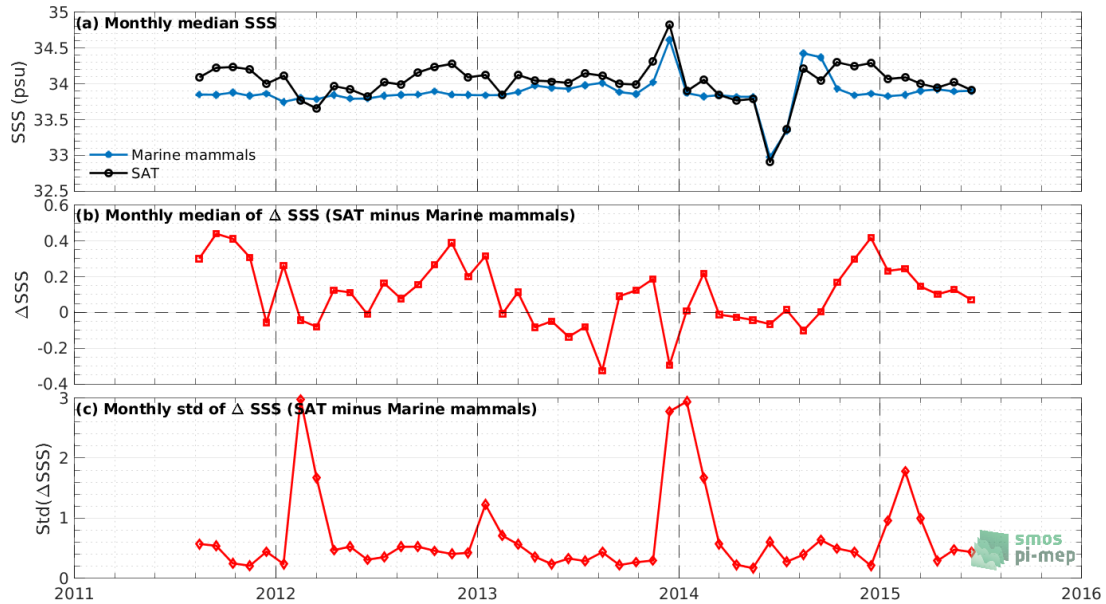 (a) Monthly median SSS
SSS (psu)
35
34.5
34
33.5
33
32.5
Marine mammals
SAT
(b) Monthly median of Δ SSS (SAT minus Marine mammals)
ΔSSS
0.6
0.4
0.2
0
-0.2
-0.4
(c) Monthly std of Δ SSS (SAT minus Marine mammals)
Std(ΔSSS)
3
2
1
0
smos
pi-mep
2011 2012 2013 2014 2015 2016